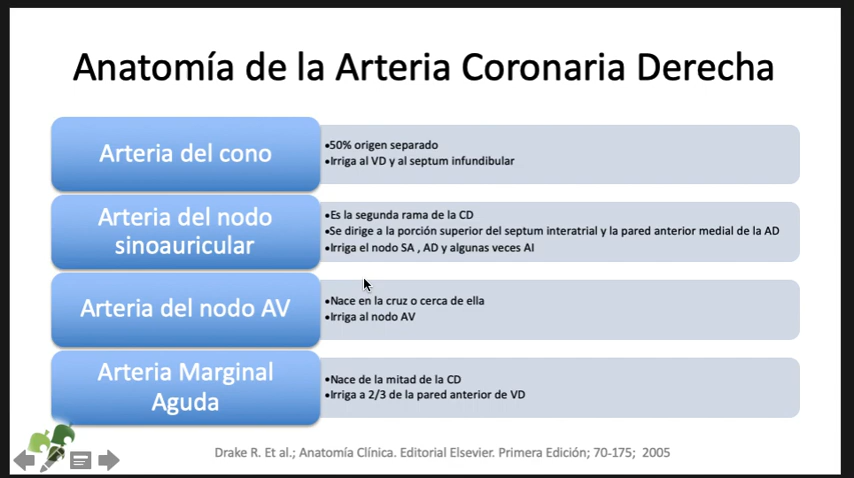 Anatomía de la Arteria Coronaria Derecha
Arteria del cono
•50% origen separado
•Irriga al VD y al septum infundibular
Arteria del nodo
sinoauricular
•Es la segunda rama de la CD
•Se dirige a la porción superior del septum interatrial y la pared anterior medial de la AD
•Irriga el nodo SA , AD y algunas veces AI
Arteria del nodo AV
•Nace en la cruz o cerca de ella
•Irriga al nodo AV
Arteria Marginal
Aguda
•Nace de la mitad de la CD
•Irriga a 2/3 de la pared anterior de VD
Drake R. Et al.; Anatomía Clínica. Editorial Elsevier. Primera Edición; 70-175; 2005